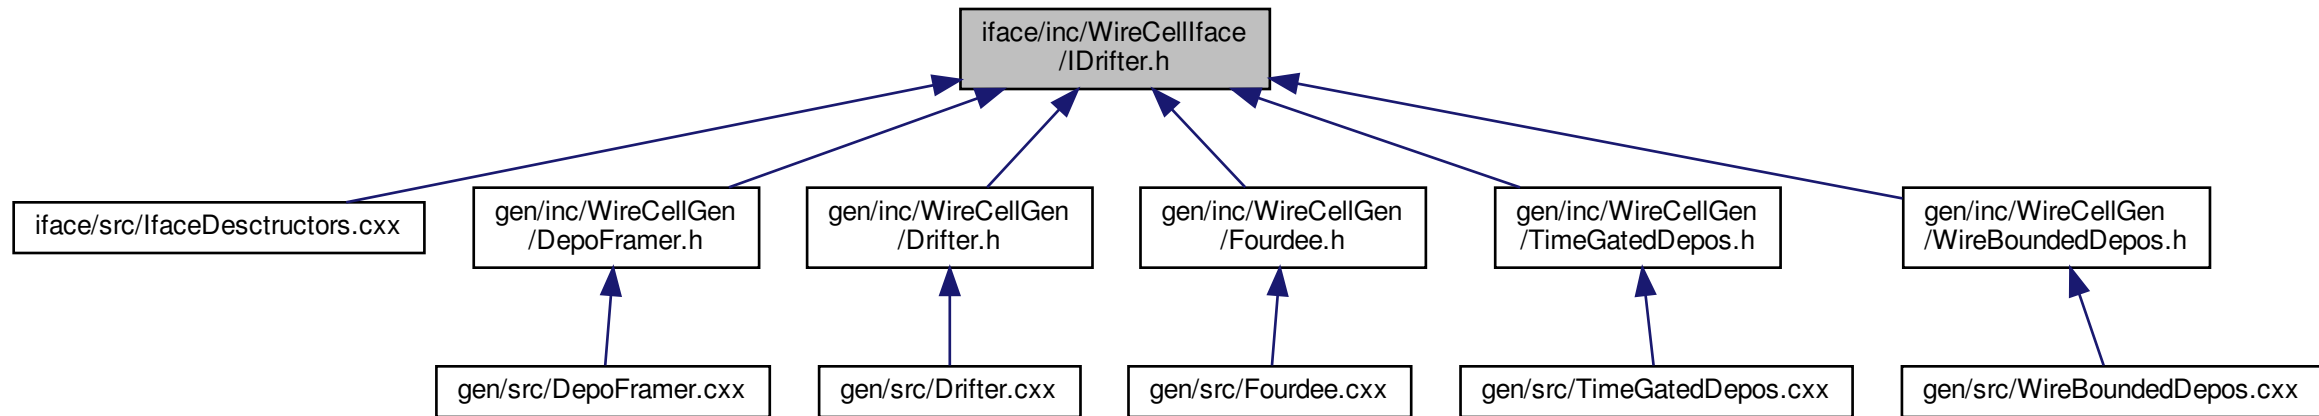 iface/inc/WireCellIface
/IDrifter.h
iface/src/IfaceDesctructors.cxx
gen/inc/WireCellGen
/DepoFramer.h
gen/inc/WireCellGen
/Drifter.h
gen/inc/WireCellGen
/Fourdee.h
gen/inc/WireCellGen
/TimeGatedDepos.h
gen/inc/WireCellGen
/WireBoundedDepos.h
gen/src/DepoFramer.cxx
gen/src/Drifter.cxx
gen/src/Fourdee.cxx
gen/src/TimeGatedDepos.cxx
gen/src/WireBoundedDepos.cxx